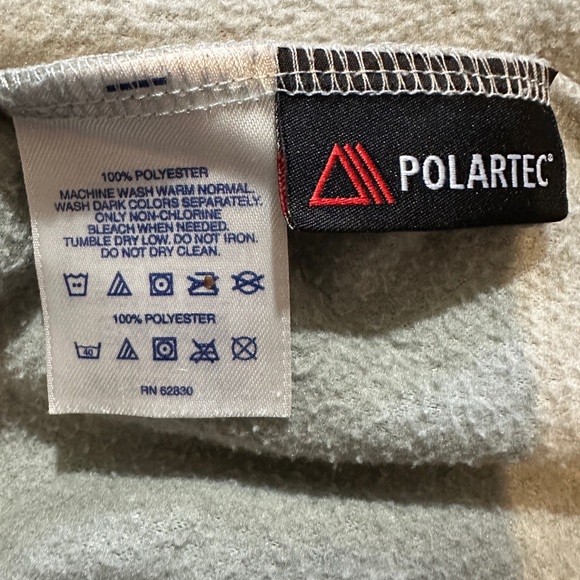 100% POLYESTER
MACHINE WASH WARM NORMAL.
WASH DARK COLORS SEPARATELY.
ONLY NON-CHLORINE
BLEACH WHEN NEEDED.
TUMBLE DRY LOW. DO NOT IRON.
DO NOT DRY CLEAN.
100% POLYESTER
40
RN 62830
POLARTEC®